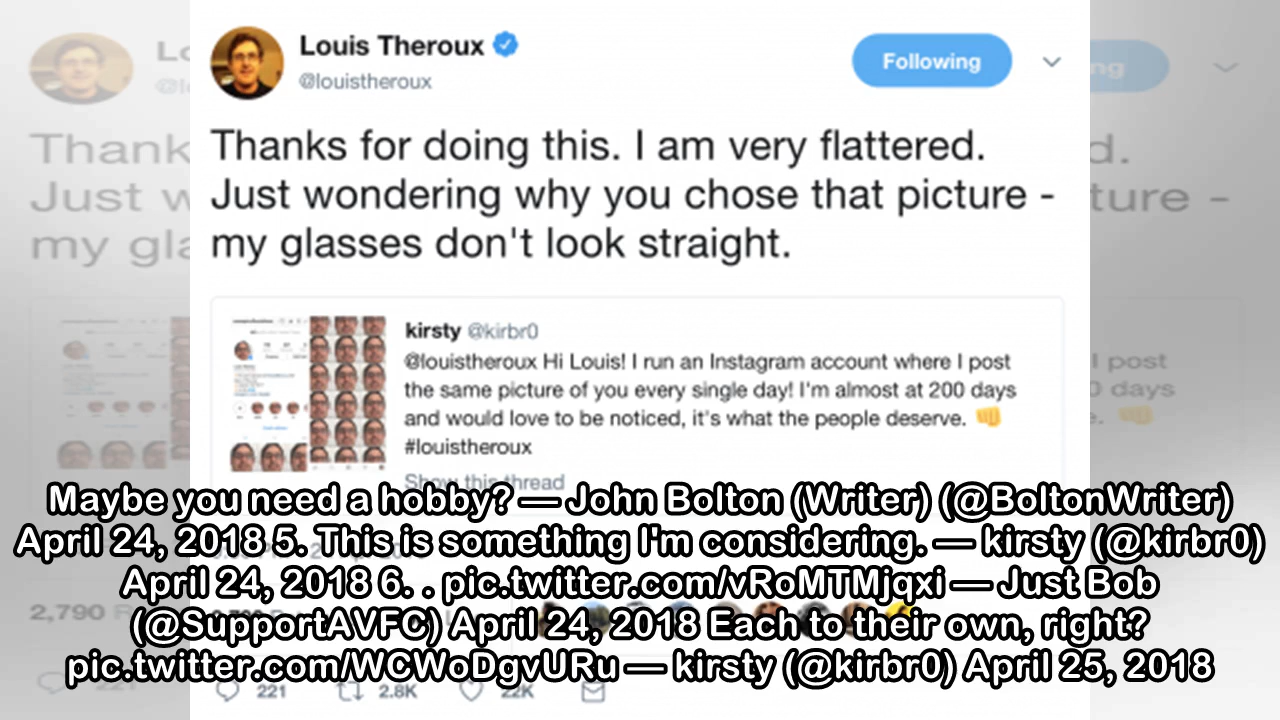 Louis Theroux
@louistheroux
Following
Thanks for doing this. I am very flattered.
Just wondering why you chose that picture -
my glasses don't look straight.
kirsty @kirbr0
@louistheroux Hi Louis! I run an Instagram account where I post
the same picture of you every single day! I'm almost at 200 days
and would love to be noticed, it's what the people deserve.
#louistheroux
Show this thread
Maybe you need a hobby? — John Bolton (Writer) (@BoltonWriter)
April 24, 2018 5. This is something I'm considering. — kirsty (@kirbr0)
April 24, 2018 6. . pic.twitter.com/vRoMTMjqxi — Just Bob
(@SupportAVFC) April 24, 2018 Each to their own, right?
pic.twitter.com/WCWoDgvURu — kirsty (@kirbr0) April 25, 2018
2,790
221
2.8K
22K